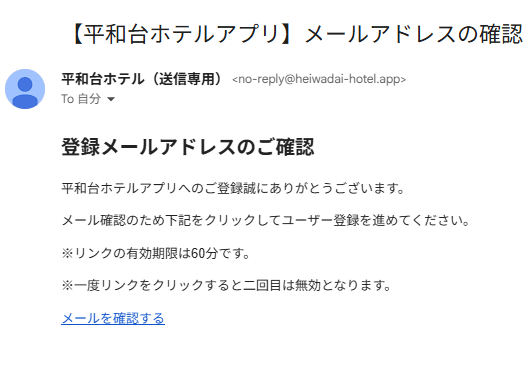 【平和台ホテルアプリ】メールアドレスの確認
平和台ホテル（送信専用） <no-reply@heiwadai-hotel.app>
To 自分
登録メールアドレスのご確認
平和台ホテルアプリへのご登録誠にありがとうございます。
メール確認のため下記をクリックしてユーザー登録を進めてください。
※リンクの有効期限は60分です。
※一度リンクをクリックすると二回目は無効となります。
メールを確認する